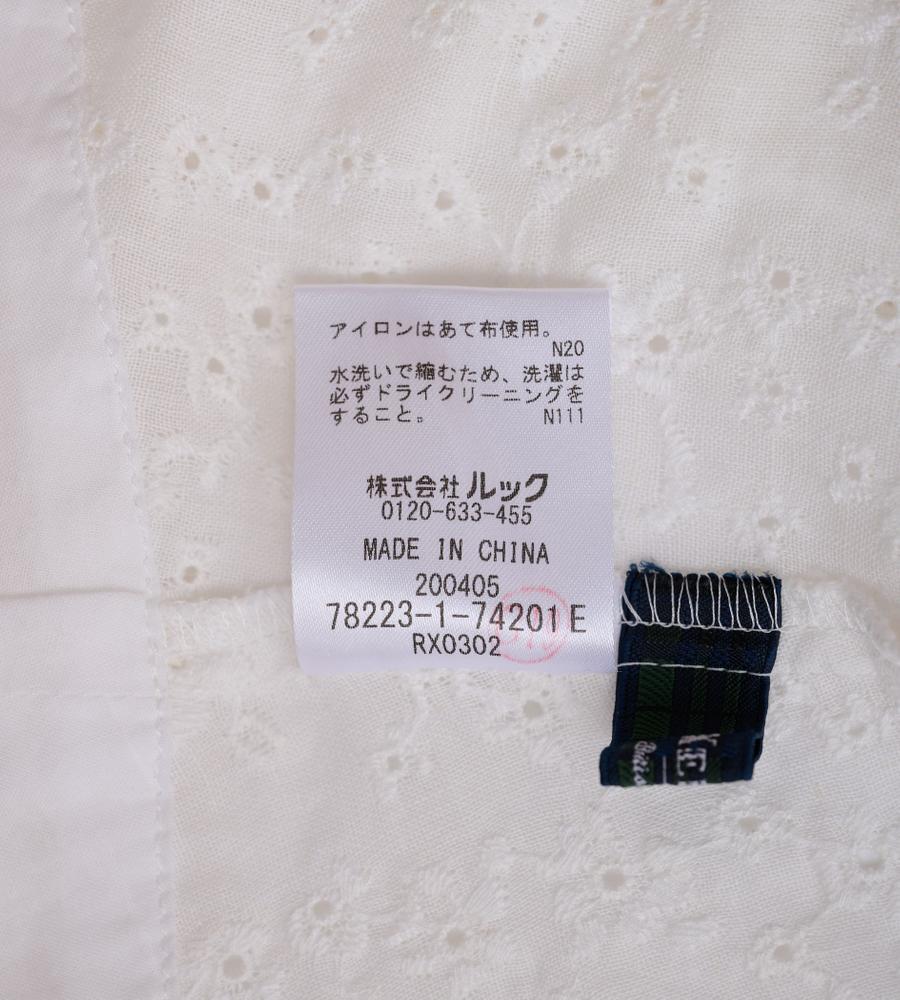 アイロンはあて布使用。
N20
水洗いで縮むため、洗濯は
必ずドライクリーニングを
すること。 N111
株式会社 ルック
0120-633-455
MADE IN CHINA
200405
78223-1-74201 E
RX0302